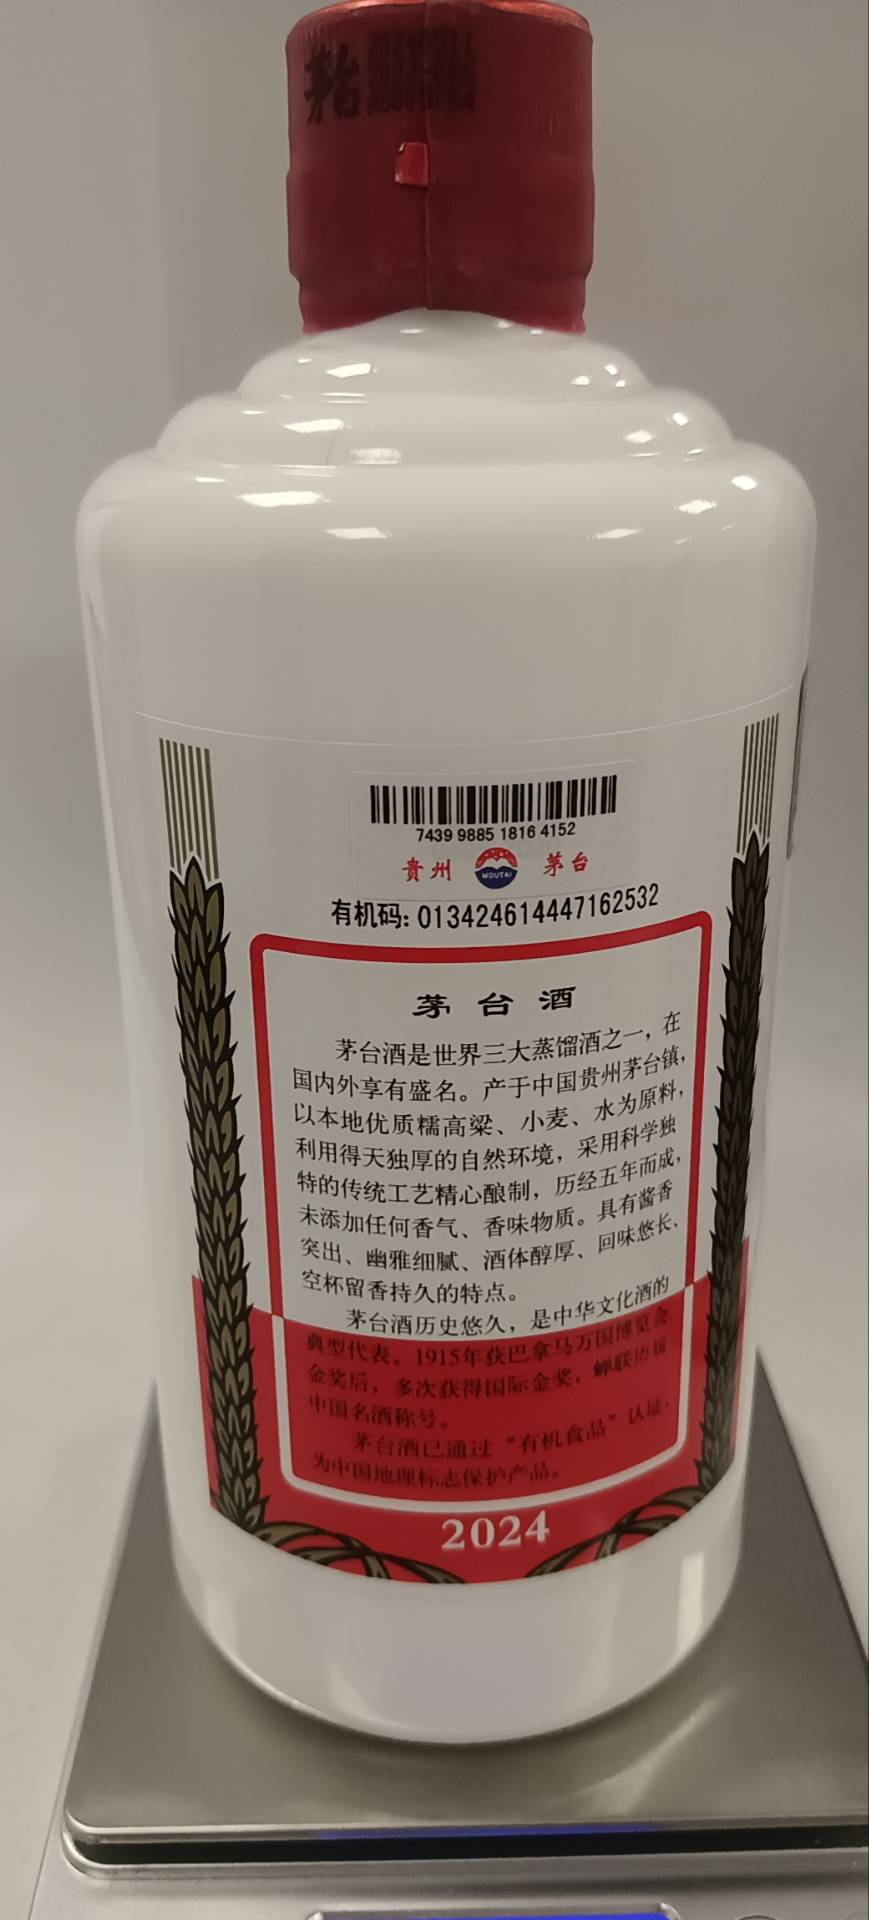 茅台
7439 9885 1816 4152
贵州 MOUTAI 茅台
有机码: 013424614447162532
茅台酒
茅台酒是世界三大蒸馏酒之一，在
国内外享有盛名。产于中国贵州茅台镇，
以本地优质糯高粱、小麦、水为原料，
利用得天独厚的自然环境，采用科学独
特的传统工艺精心酿制，历经五年而成，
未添加任何香气、香味物质。具有酱香
突出、幽雅细腻、酒体醇厚、回味悠长、
空杯留香持久的特点。
茅台酒历史悠久，是中华文化酒的
典型代表。1915年获巴拿马万国博览会
金奖后，多次获得国际金奖，蝉联历届
中国名酒称号。
茅台酒已通过“有机食品”认证，
为中国地理标志保护产品。
2024